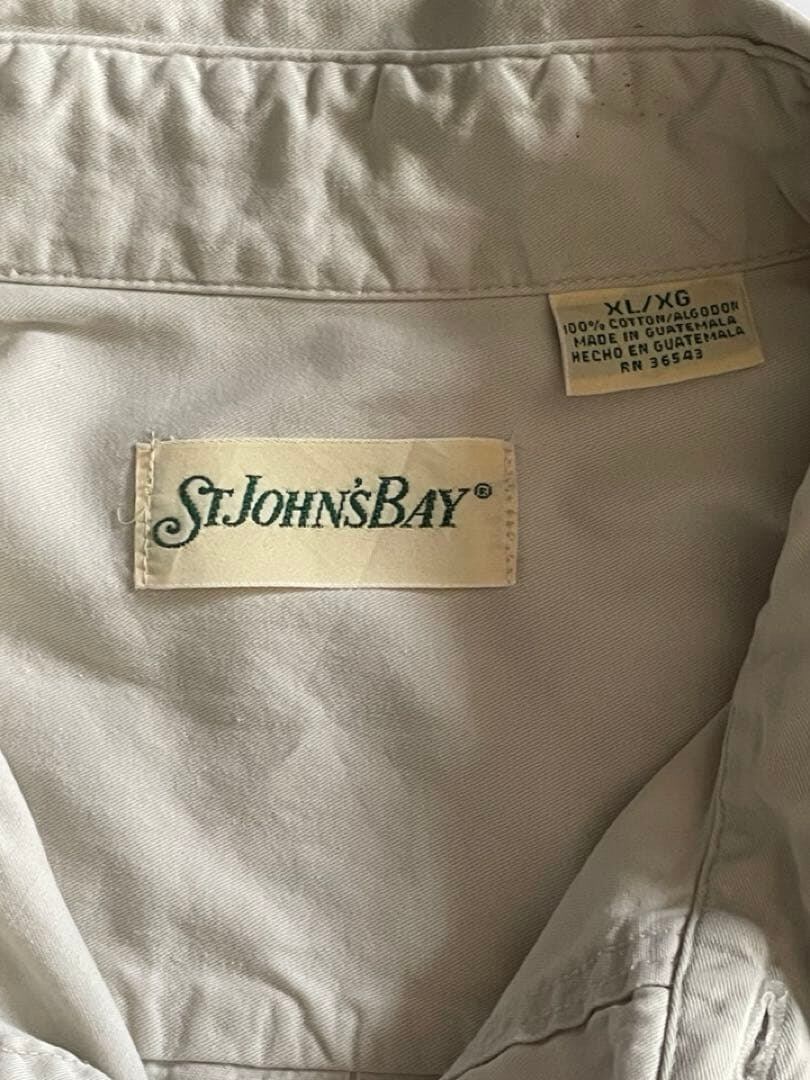 XL/XG
100% COTTON/ALGODON
MADE IN GUATEMALA
HECHO EN GUATEMALA
RN 36543
ST JOHN'S BAY®